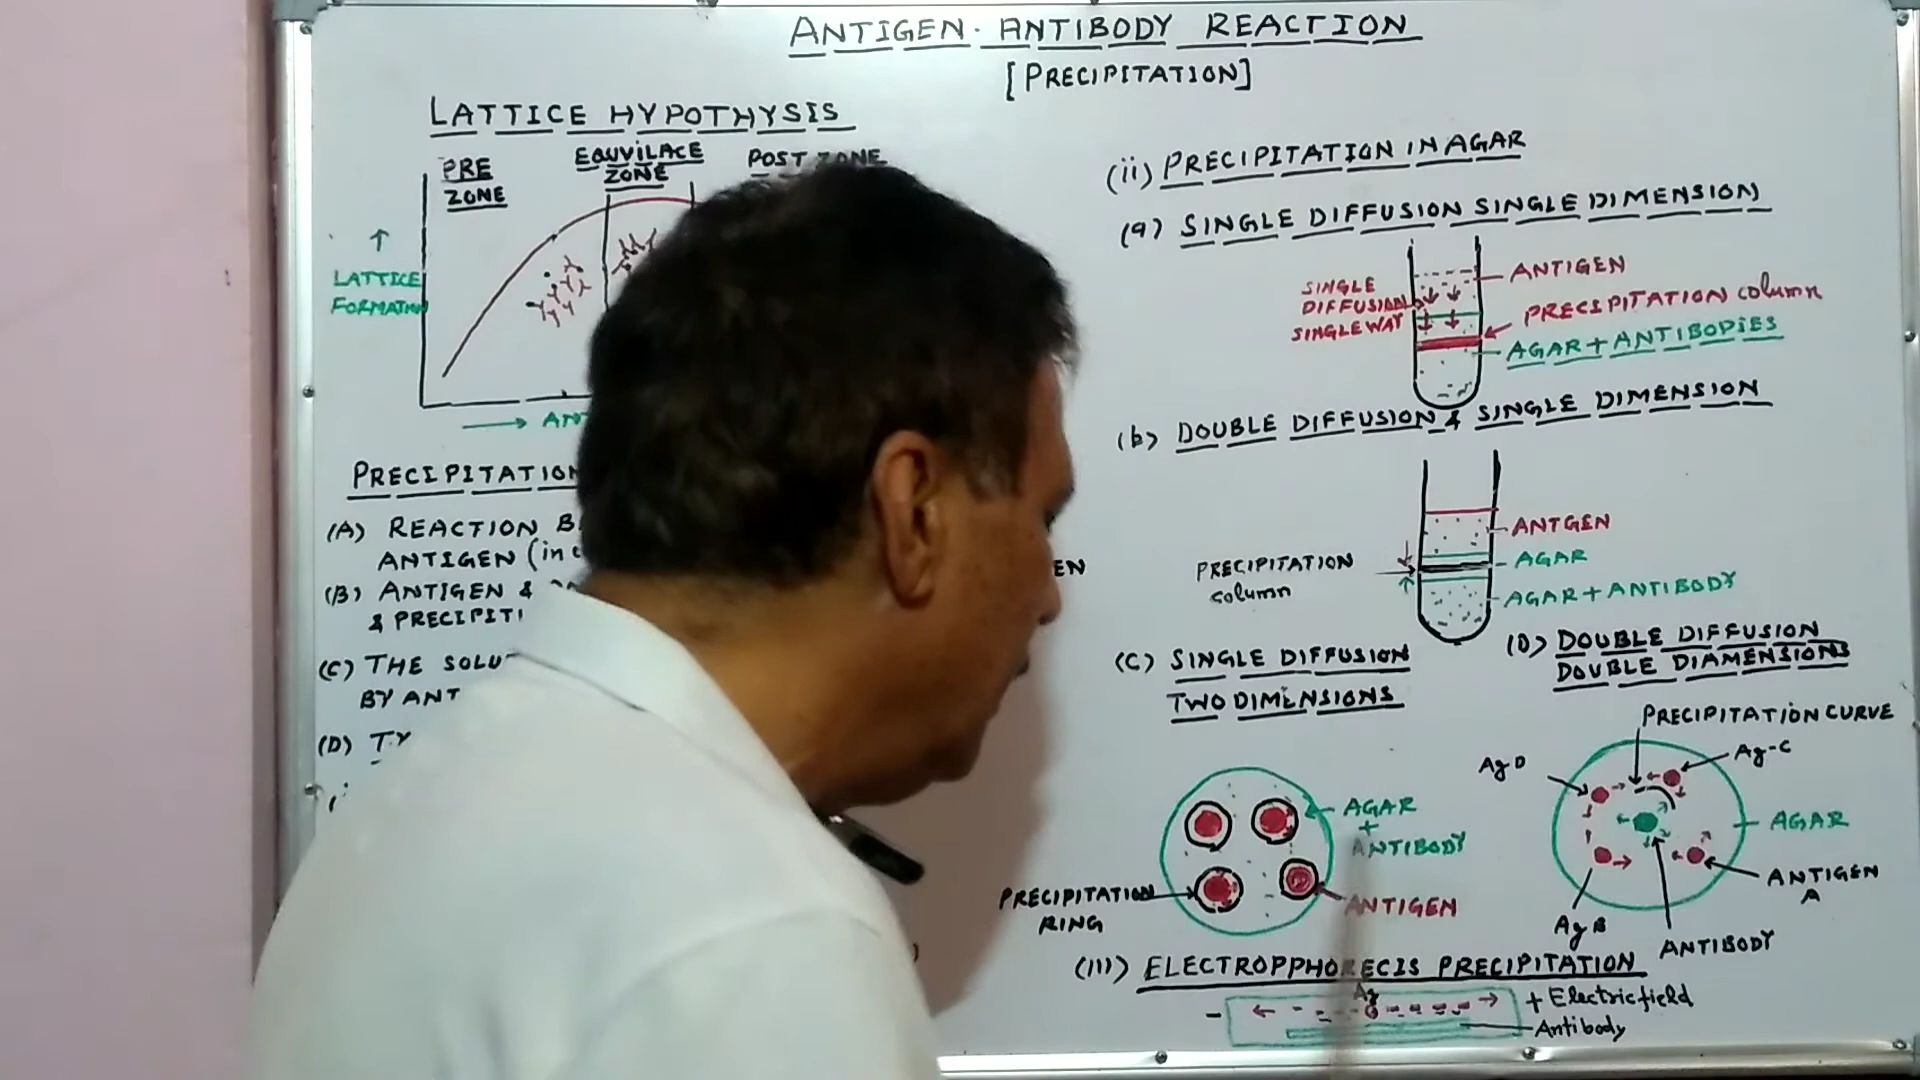 ANTIGEN-ANTIBODY REACTION
[PRECIPITATION]
LATTICE HYPOTHYSIS
PRE ZONE
EQUVILACE ZONE
POST ZONE
↑
LATTICE
FORMATION
→
PRECIPITATION
(A) REACTION
ANTIGEN (in
(B) ANTIGEN &
& PRECIPITI
(C) THE SOLU
BY ANT
(D)
(ii) PRECIPITATION IN AGAR
(a) SINGLE DIFFUSION SINGLE DIMENSION)
SINGLE
DIFFUSION
SINGLE WAY
ANTIGEN
PRECIPITATION column
AGAR + ANTIBODIES
(b) DOUBLE DIFFUSION & SINGLE DIMENSION
ANTGEN
AGAR
AGAR + ANTIBODY
PRECIPITATION
column
(C) SINGLE DIFFUSION
TWO DIMENSIONS
AGAR
+
ANTIBODY
ANTIGEN
PRECIPITATION
RING
(D) DOUBLE DIFFUSION
DOUBLE DIAMENSIONS
PRECIPITATION CURVE
Ag D
Ag-C
AGAR
ANTIGEN
A
Ag B
ANTIBODY
(III) ELECTROPPHORECIS PRECIPITATION
Ag
- + Electric field
Antibody